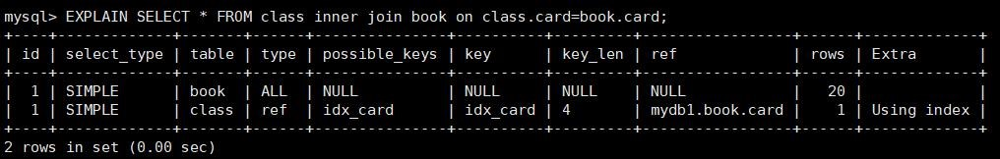 mysql> EXPLAIN SELECT * FROM class inner join book on class.card=book.card;
+----+-------------+-------+------+---------------+----------+---------+-----------------+------+-------------+
| id | select_type | table | type | possible_keys | key      | key_len | ref             | rows | Extra       |
+----+-------------+-------+------+---------------+----------+---------+-----------------+------+-------------+
|  1 | SIMPLE      | book  | ALL  | NULL          | NULL     | NULL    | NULL            |   20 |             |
|  1 | SIMPLE      | class | ref  | idx_card      | idx_card | 4       | mydb1.book.card |    1 | Using index |
+----+-------------+-------+------+---------------+----------+---------+-----------------+------+-------------+
2 rows in set (0.00 sec)